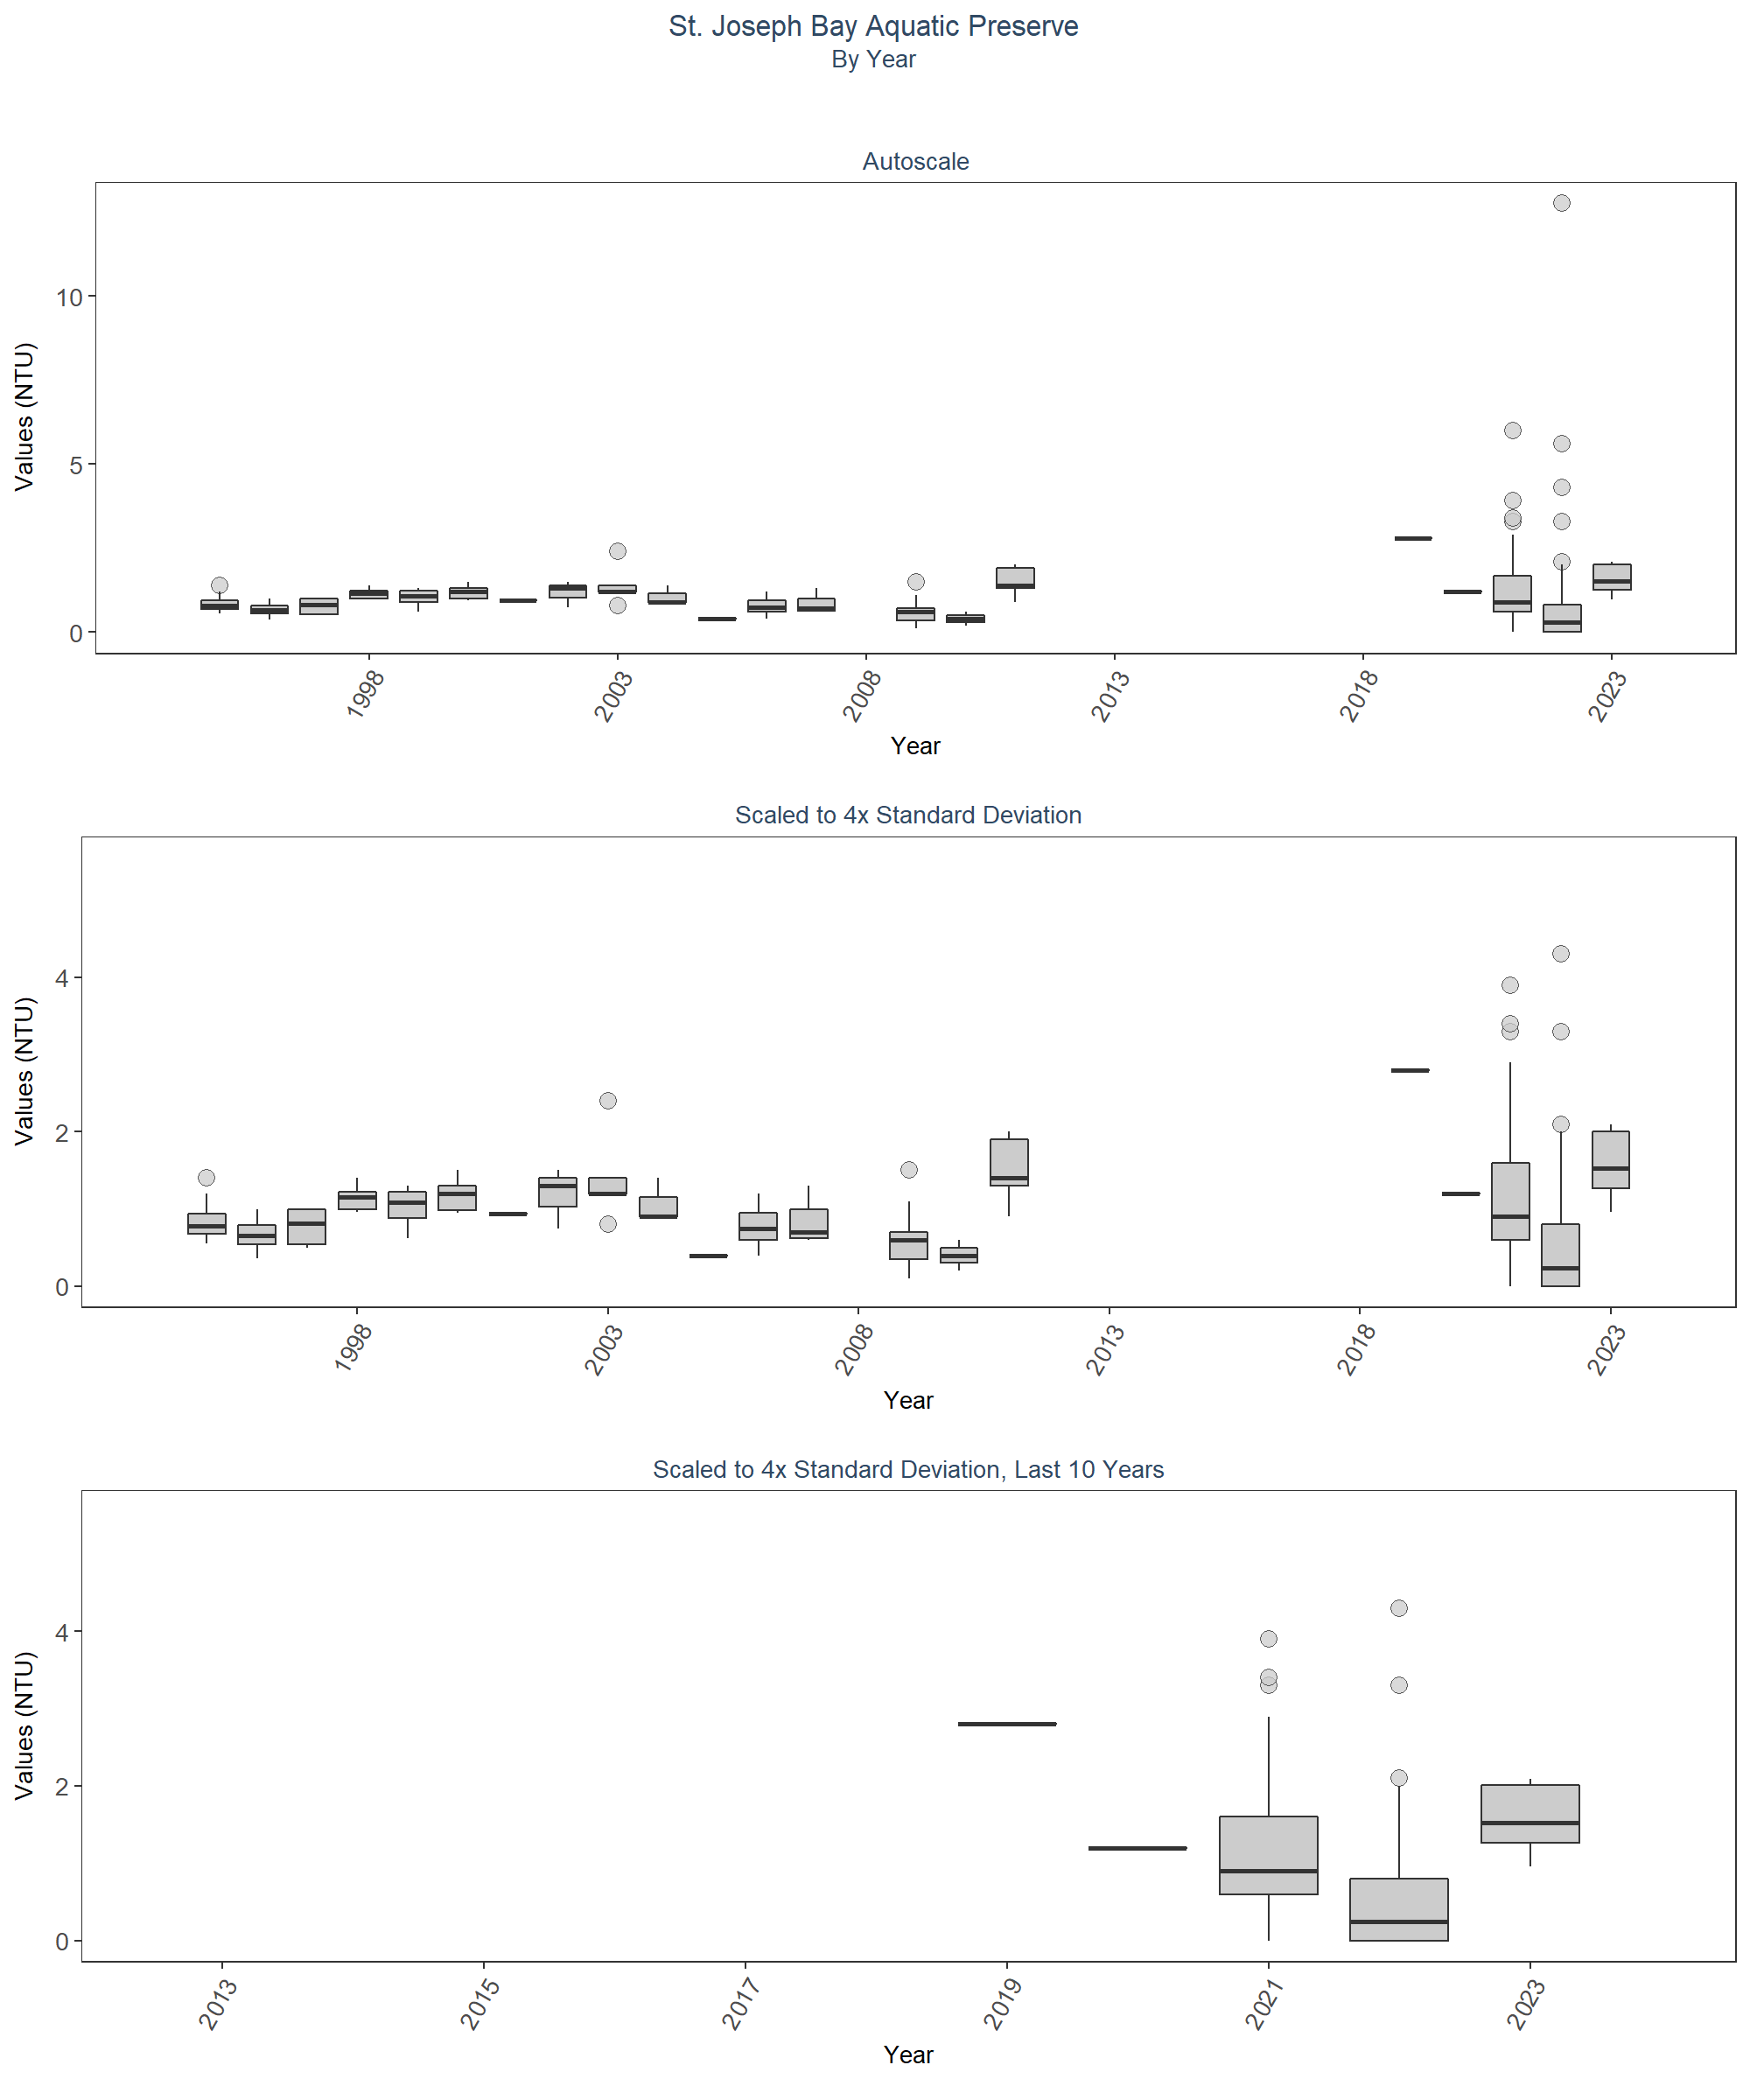 St. Joseph Bay Aquatic Preserve
By Year
Autoscale
Values (NTU)
10
5
0
1998 2003 2008 2013 2018 2023
Year
Scaled to 4x Standard Deviation
Values (NTU)
4
2
0
1998 2003 2008 2013 2018 2023
Year
Scaled to 4x Standard Deviation, Last 10 Years
Values (NTU)
4
2
0
2013 2015 2017 2019 2021 2023
Year